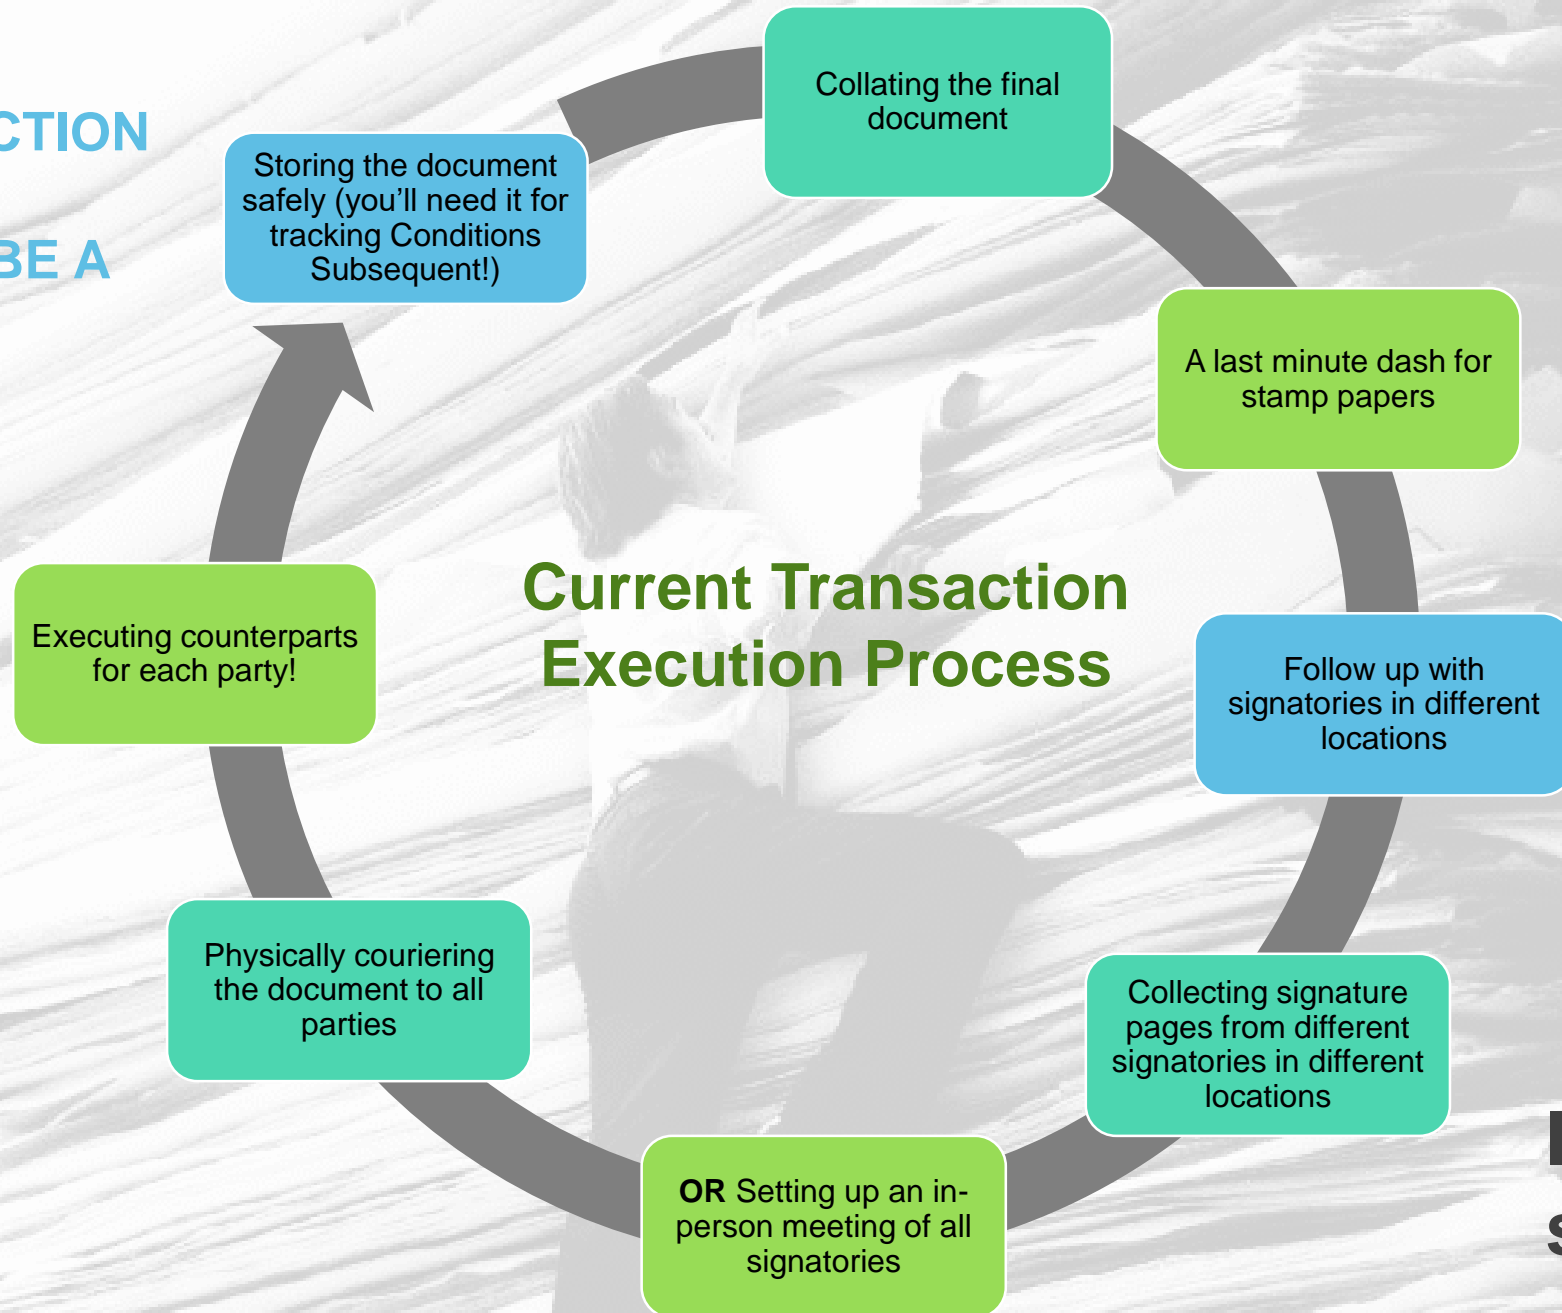 CTION
BE A
Collating the final
document
A last minute dash for
stamp papers
Follow up with
signatories in different
locations
Collecting signature
pages from different
signatories in different
locations
OR Setting up an in-
person meeting of all
signatories
Physically couriering
the document to all
parties
Executing counterparts
for each party!
Storing the document
safely (you’ll need it for
tracking Conditions
Subsequent!)
Current Transaction
Execution Process